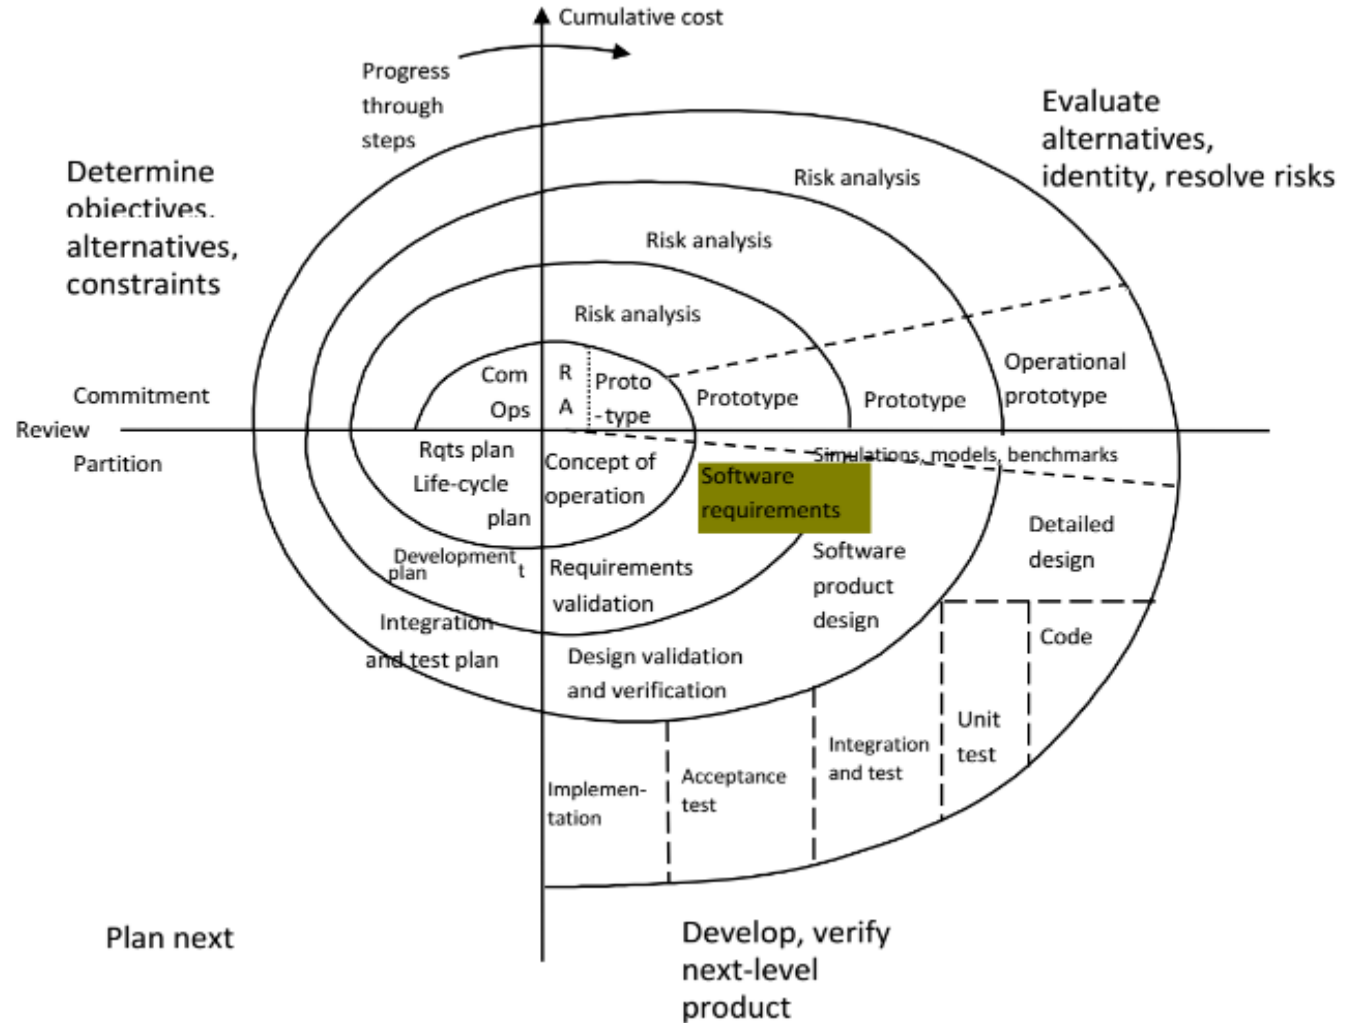 Cumulative cost
Progress
through
steps
Evaluate
alternatives,
identity, resolve risks
Determine
objectives,
alternatives,
constraints
Risk analysis
Risk analysis
Risk analysis
Com
Ops
R
A
Proto
-type
Prototype
Prototype
Operational
prototype
Commitment
Review
Partition
Rqts plan
Life-cycle
plan
Concept of
operation
Simulations, models, benchmarks
Software
requirements
Detailed
design
Development
plan
t
Requirements
validation
Software
product
design
Integration
and test plan
Design validation
and verification
Code
Unit
test
Integration
and test
Acceptance
test
Implemen-
tation
Plan next
Develop, verify
next-level
product